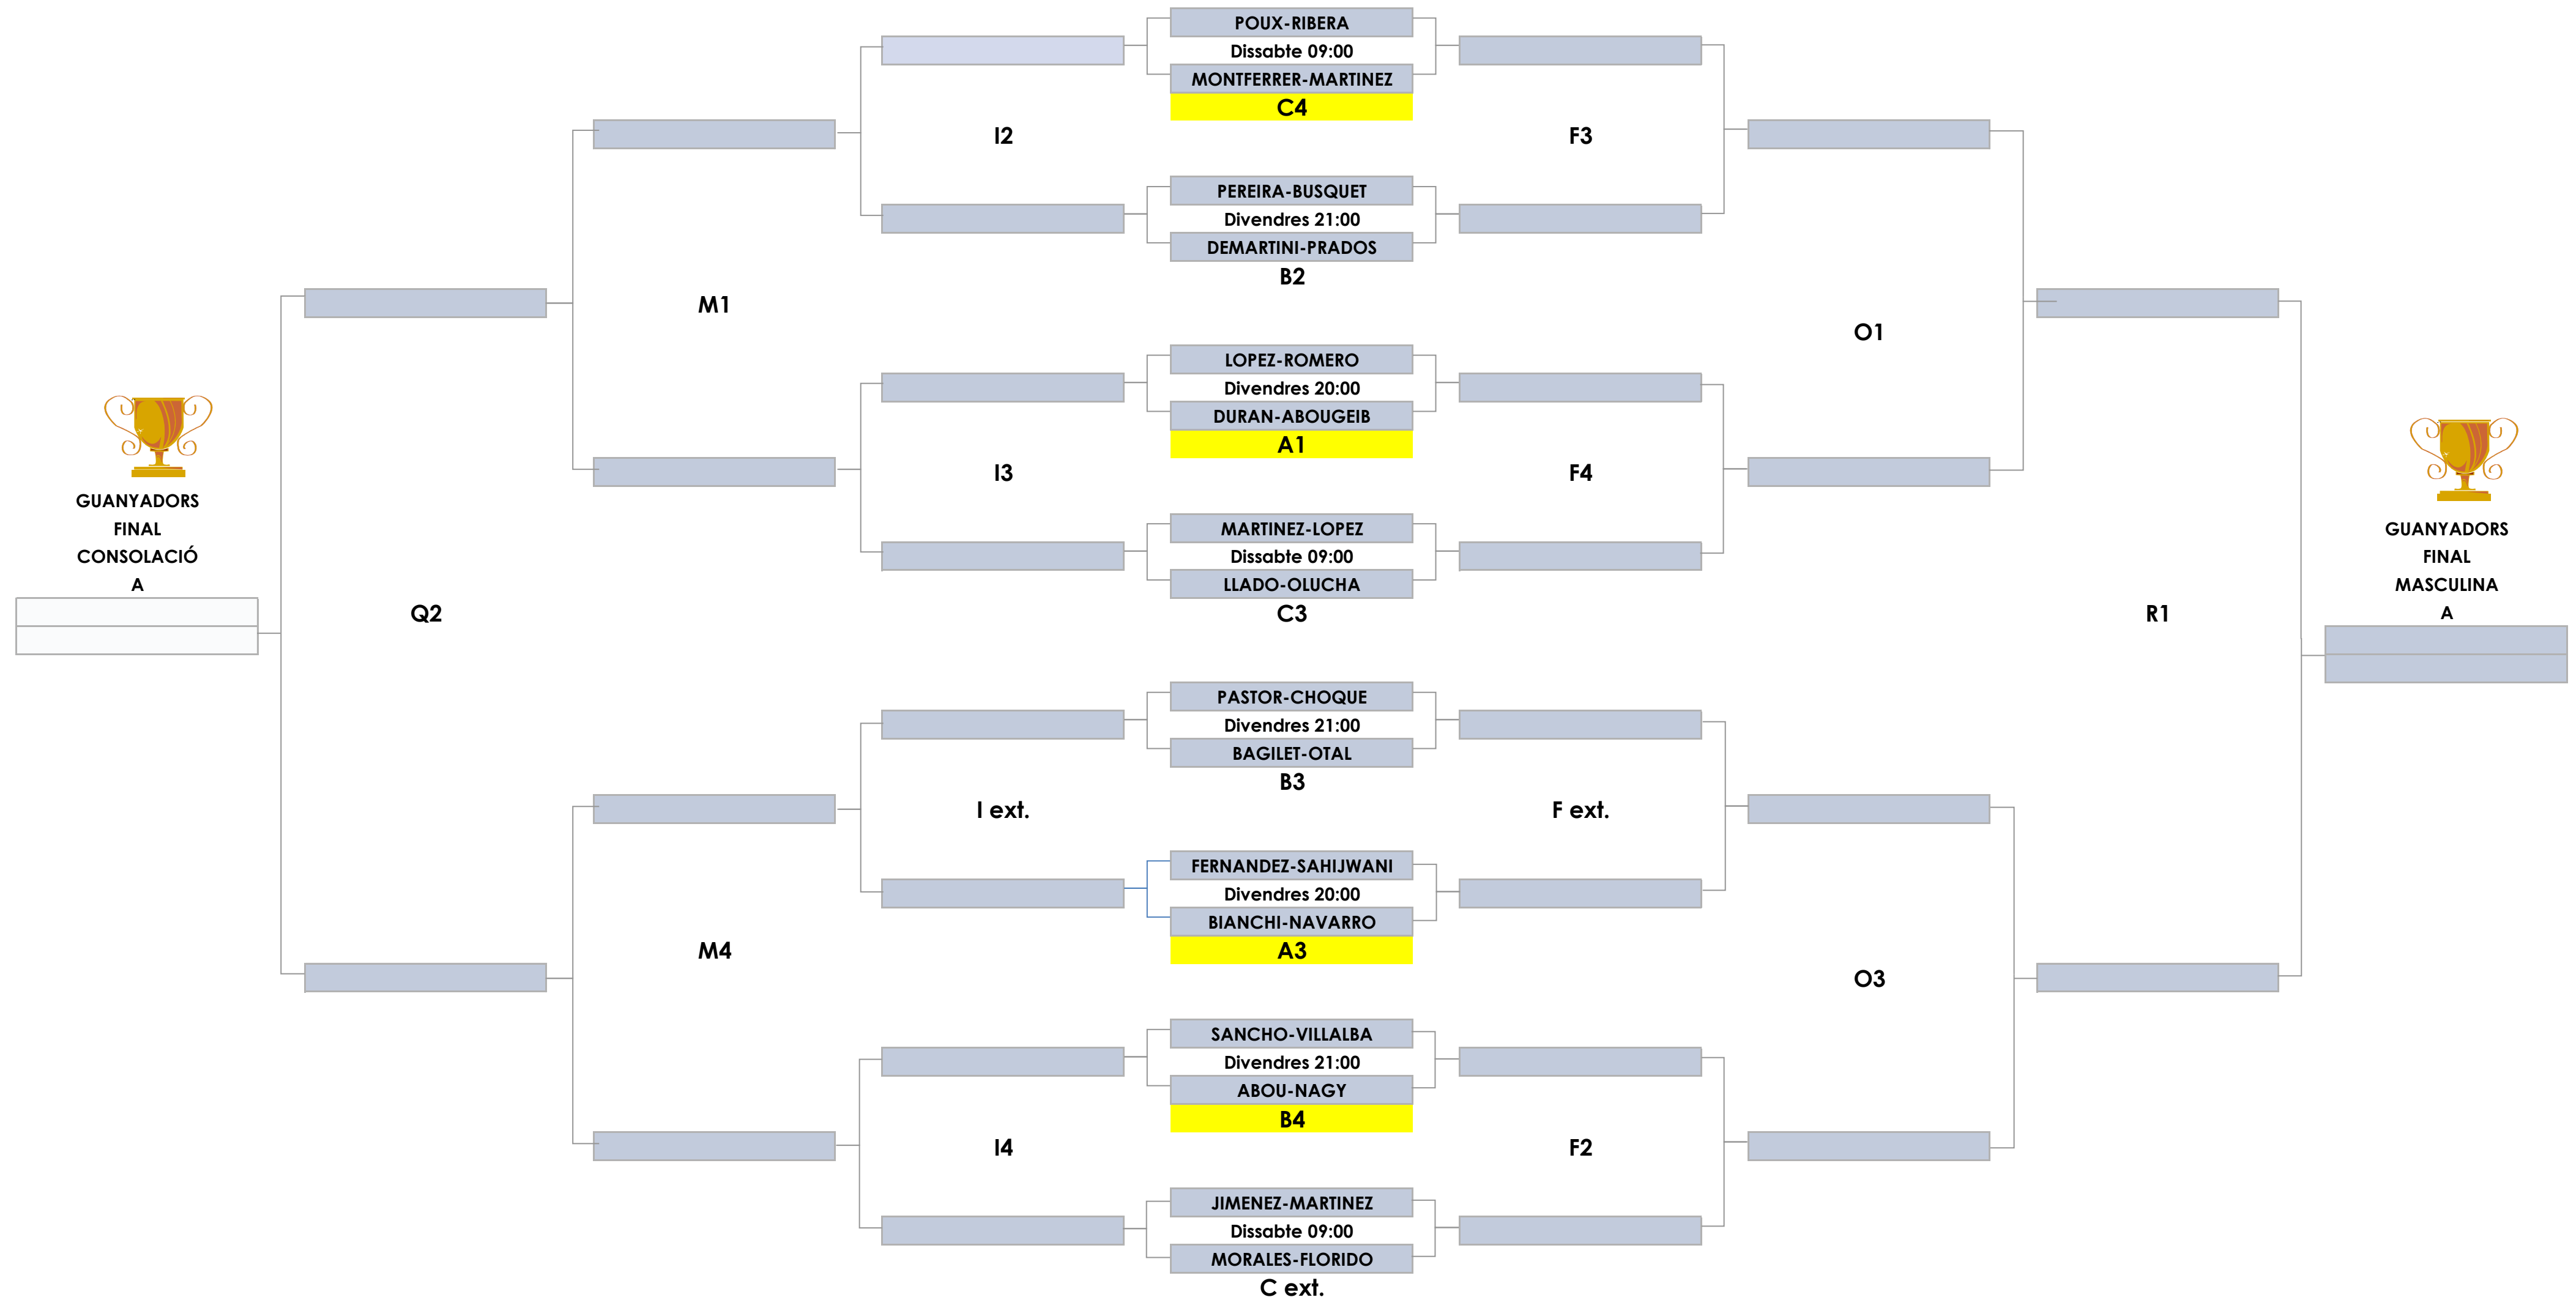 POUX-RIBERA
Dissabte 09:00
MONTFERRER-MARTINEZ
C4
I2
F3
PEREIRA-BUSQUET
Divendres 21:00
DEMARTINI-PRADOS
B2
M1
O1
LOPEZ-ROMERO
Divendres 20:00
DURAN-ABOUGEIB
A1
I3
F4
MARTINEZ-LOPEZ
Dissabte 09:00
LLADO-OLUCHA
C3
GUANYADORS
FINAL
CONSOLACIÓ
A
GUANYADORS
FINAL
MASCULINA
A
Q2
R1
PASTOR-CHOQUE
Divendres 21:00
BAGILET-OTAL
B3
I ext.
F ext.
FERNANDEZ-SAHIJWANI
Divendres 20:00
BIANCHI-NAVARRO
A3
M4
O3
SANCHO-VILLALBA
Divendres 21:00
ABOU-NAGY
B4
I4
F2
JIMENEZ-MARTINEZ
Dissabte 09:00
MORALES-FLORIDO
C ext.